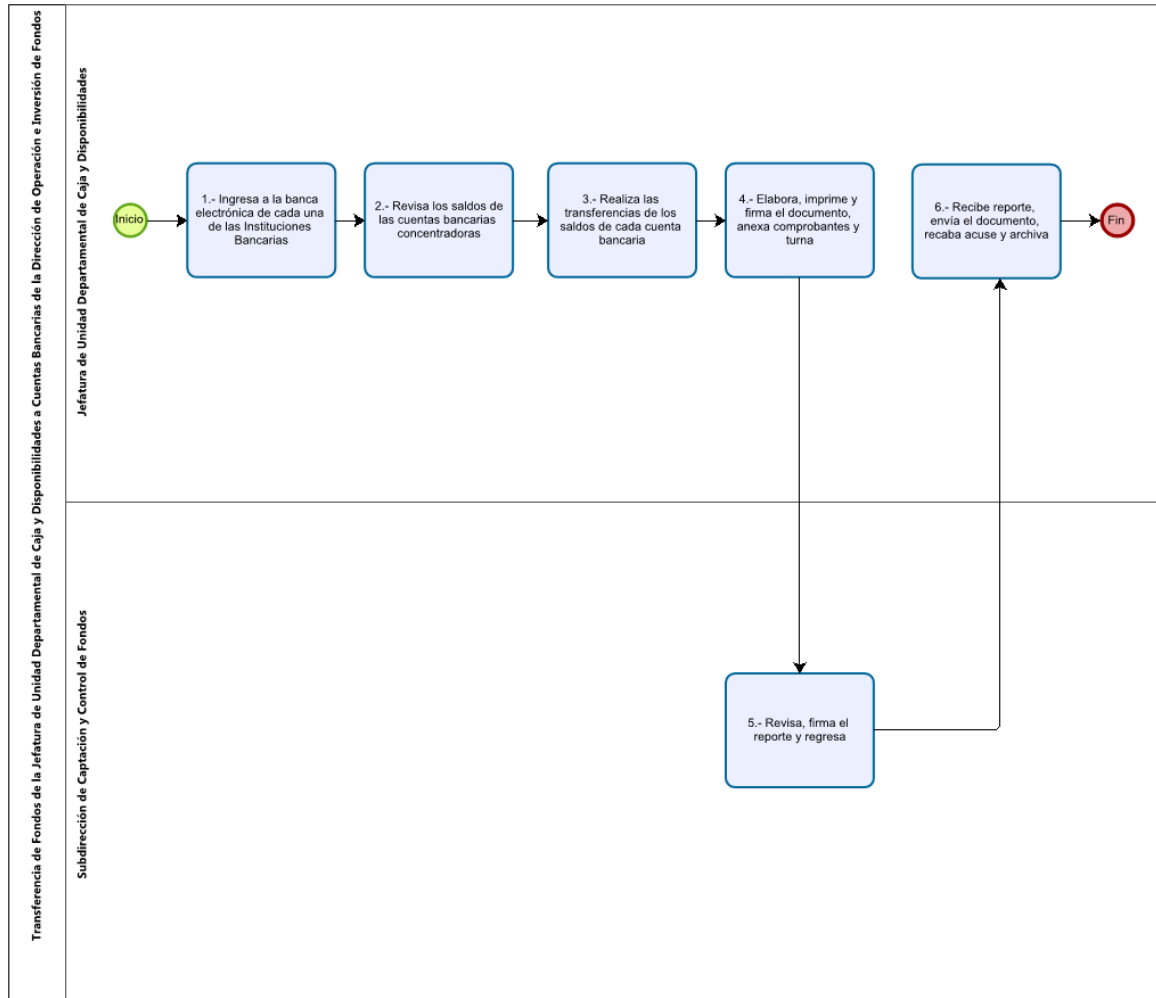 Transferencia de Fondos de la Jefatura de Unidad Departamental de Caja y Disponibilidades a Cuentas Bancarias de la Dirección de Operación e Inversión de Fondos
Jefatura de Unidad Departamental de Caja y Disponibilidades
Inicio
1.- Ingresa a la banca
electrónica de cada una
de las Instituciones
Bancarias
2.- Revisa los saldos de
las cuentas bancarias
concentradoras
3.- Realiza las
transferencias de los
saldos de cada cuenta
bancaria
4.- Elabora, imprime y
firma el documento,
anexa comprobantes y
turna
6.- Recibe reporte,
envía el documento,
recaba acuse y archiva
Fin
Subdirección de Captación y Control de Fondos
5.- Revisa, firma el
reporte y regresa